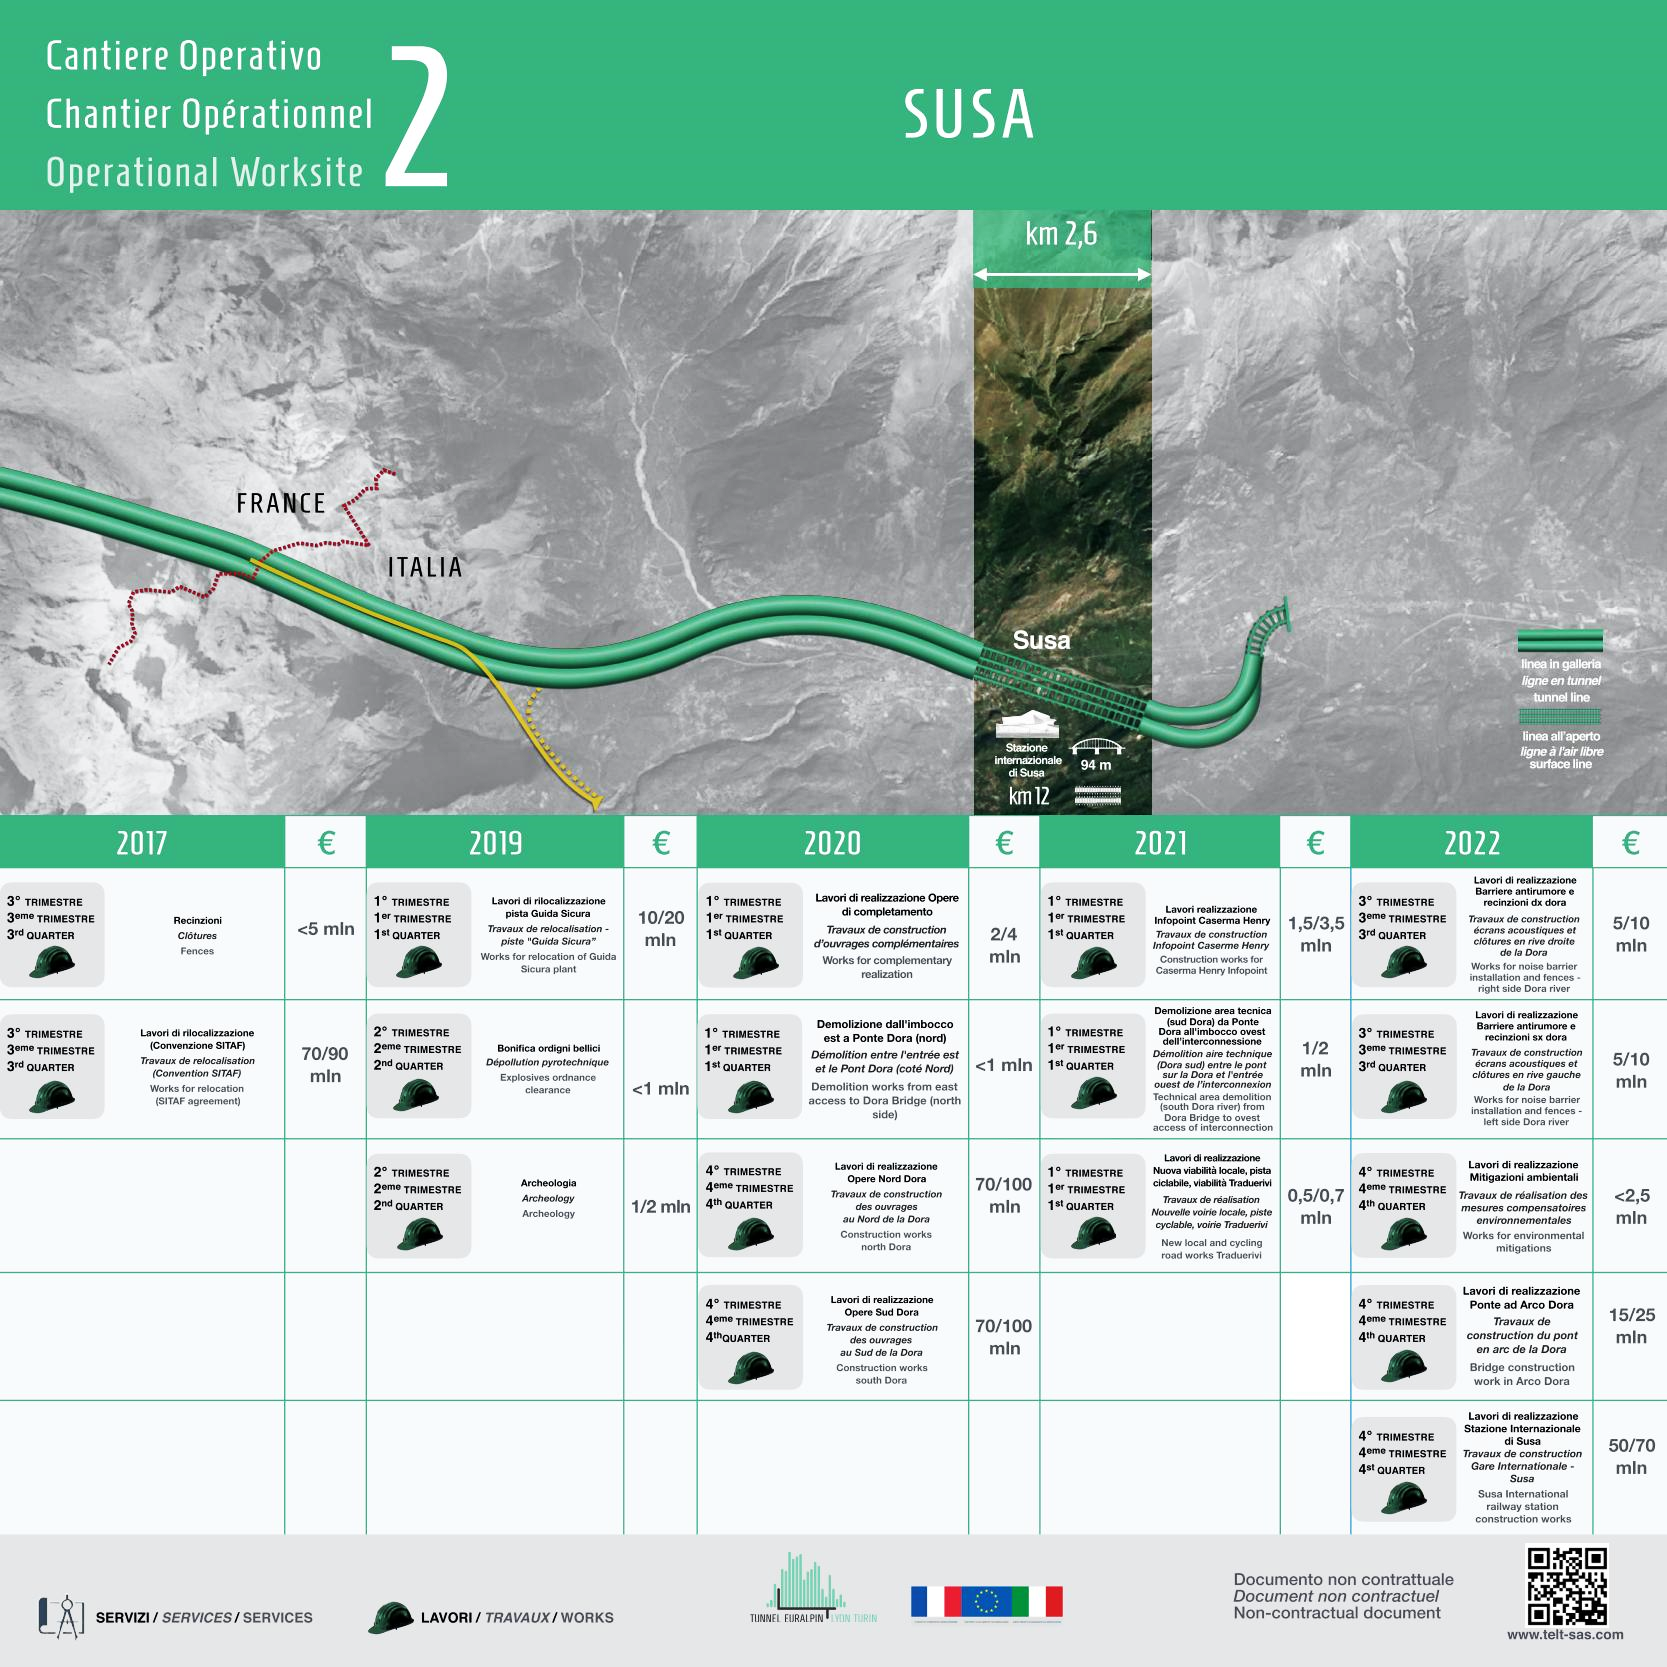 Cantiere Operativo
Chantier Opérationnel
Operational Worksite
2
SUSA
km 2,6
FRANCE
ITALIA
Susa
Stazione
internazionale
di Susa
94 m
km 12
linea in galleria
ligne en tunnel
tunnel line
linea all'aperto
ligne à l'air libre
surface line
2017
€
3° TRIMESTRE
3eme TRIMESTRE
3rd QUARTER
Recinzioni
Clôtures
Fences
<5 mln
3° TRIMESTRE
3eme TRIMESTRE
3rd QUARTER
Lavori di rilocalizzazione
(Convenzione SITAF)
Travaux de relocalisation
(Convention SITAF)
Works for relocation
(SITAF agreement)
70/90
mln
2019
€
1° TRIMESTRE
1er TRIMESTRE
1st QUARTER
Lavori di rilocalizzazione
pista Guida Sicura
Travaux de relocalisation -
piste "Guida Sicura"
Works for relocation of Guida
Sicura plant
10/20
mln
2° TRIMESTRE
2eme TRIMESTRE
2nd QUARTER
Bonifica ordigni bellici
Dépollution pyrotechnique
Explosives ordnance
clearance
<1 mln
2° TRIMESTRE
2eme TRIMESTRE
2nd QUARTER
Archeologia
Archeology
Archeology
1/2 mln
2020
€
1° TRIMESTRE
1er TRIMESTRE
1st QUARTER
Lavori di realizzazione Opere
di completamento
Travaux de construction
d'ouvrages complémentaires
Works for complementary
realization
2/4
mln
1° TRIMESTRE
1er TRIMESTRE
1st QUARTER
Demolizione dall'imbocco
est a Ponte Dora (nord)
Démolition entre l'entrée est
et le Pont Dora (coté Nord)
Demolition works from east
access to Dora Bridge (north
side)
<1 mln
4° TRIMESTRE
4eme TRIMESTRE
4th QUARTER
Lavori di realizzazione
Opere Nord Dora
Travaux de construction
des ouvrages
au Nord de la Dora
Construction works
north Dora
70/100
mln
4° TRIMESTRE
4eme TRIMESTRE
4thQUARTER
Lavori di realizzazione
Opere Sud Dora
Travaux de construction
des ouvrages
au Sud de la Dora
Construction works
south Dora
70/100
mln
2021
€
1° TRIMESTRE
1er TRIMESTRE
1st QUARTER
Lavori realizzazione
Infopoint Caserma Henry
Travaux de construction
Infopoint Caserme Henry
Construction works for
Caserma Henry Infopoint
1,5/3,5
mln
1° TRIMESTRE
1er TRIMESTRE
1st QUARTER
Demolizione area tecnica
(sud Dora) da Ponte
Dora all'imbocco ovest
dell'interconnessione
Démolition aire technique
(Dora sud) entre le pont
sur la Dora et l'entrée
ouest de l'interconnexion
Technical area demolition
(south Dora river) from
Dora Bridge to ovest
access of interconnection
1/2
mln
1° TRIMESTRE
1er TRIMESTRE
1st QUARTER
Lavori di realizzazione
Nuova viabilità locale, pista
ciclabile, viabilità Traduerivi
Travaux de réalisation
Nouvelle voirie locale, piste
cyclable, voirie Traduerivi
New local and cycling
road works Traduerivi
0,5/0,7
mln
2022
€
3° TRIMESTRE
3eme TRIMESTRE
3rd QUARTER
Lavori di realizzazione
Barriere antirumore e
recinzioni dx dora
Travaux de construction
écrans acoustiques et
clôtures en rive droite
de la Dora
Works for noise barrier
installation and fences -
right side Dora river
5/10
mln
3° TRIMESTRE
3eme TRIMESTRE
3rd QUARTER
Lavori di realizzazione
Barriere antirumore e
recinzioni sx dora
Travaux de construction
écrans acoustiques et
clôtures en rive gauche
de la Dora
Works for noise barrier
installation and fences -
left side Dora river
5/10
mln
4° TRIMESTRE
4eme TRIMESTRE
4th QUARTER
Lavori di realizzazione
Mitigazioni ambientali
Travaux de réalisation des
mesures compensatoires
environnementales
Works for environmental
mitigations
<2,5
mln
4° TRIMESTRE
4eme TRIMESTRE
4th QUARTER
Lavori di realizzazione
Ponte ad Arco Dora
Travaux de
construction du pont
en arc de la Dora
Bridge construction
work in Arco Dora
15/25
mln
4° TRIMESTRE
4eme TRIMESTRE
4st QUARTER
Lavori di realizzazione
Stazione Internazionale
di Susa
Travaux de construction
Gare Internationale -
Susa
Susa International
railway station
construction works
50/70
mln
SERVIZI / SERVICES / SERVICES
LAVORI / TRAVAUX / WORKS
TUNNEL EURALPIN LYON TURIN
Documento non contrattuale
Document non contractuel
Non-contractual document
www.telt-sas.com